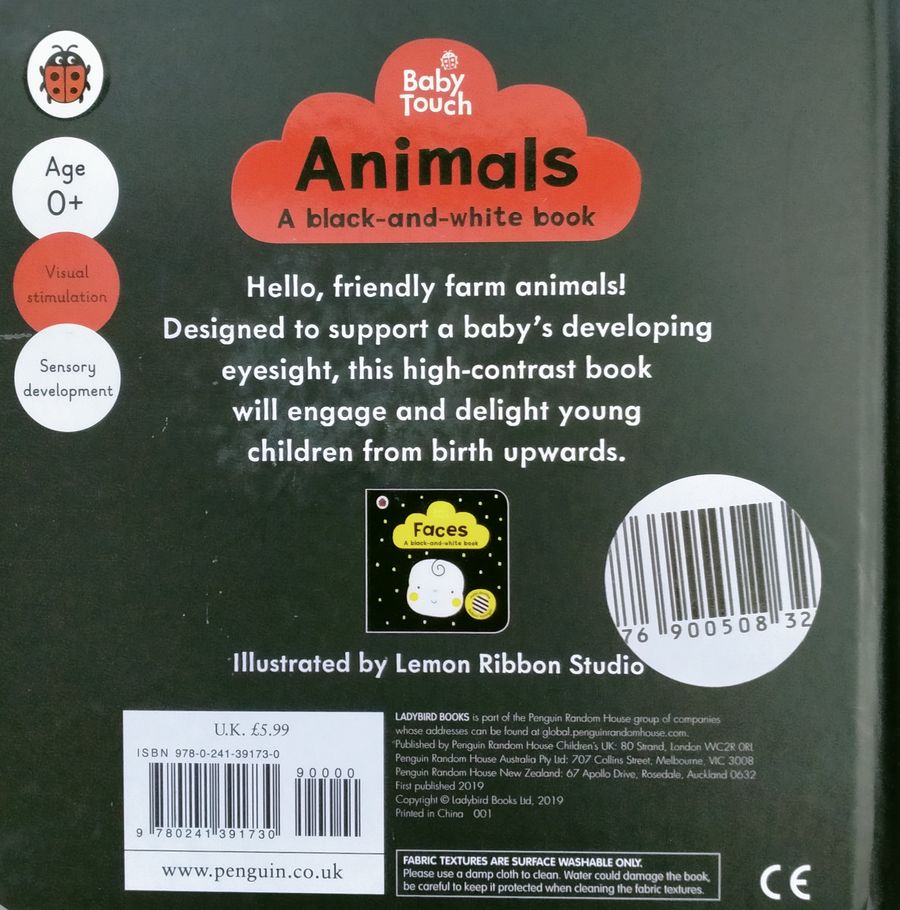 Baby
Touch
Animals
A black-and-white book
Age
0+
Visual
stimulation
Sensory
development
Hello, friendly farm animals!
Designed to support a baby's developing
eyesight, this high-contrast book
will engage and delight young
children from birth upwards.
Faces
A black-and-white book
76 900508 32
Illustrated by Lemon Ribbon Studio
U.K. £5.99
ISBN 978-0-241-39173-0
90000
9 780241 391730
www.penguin.co.uk
LADYBIRD BOOKS is part of the Penguin Random House group of companies
whose addresses can be found at global.penguinrandomhouse.com.
Published by Penguin Random House Children's UK: 80 Strand, London WC2R 0RL
Penguin Random House Australia Pty Ltd: 707 Collins Street, Melbourne, VIC 3008
Penguin Random House New Zealand: 67 Apollo Drive, Rosedale, Auckland 0632
First published 2019
Copyright © Ladybird Books Ltd, 2019
Printed in China 001
FABRIC TEXTURES ARE SURFACE WASHABLE ONLY.
Please use a damp cloth to clean. Water could damage the book,
be careful to keep it protected when cleaning the fabric textures.
CE